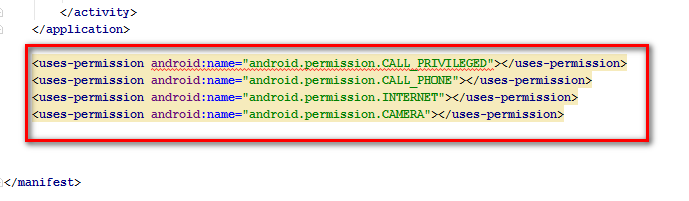 </activity>
</application>
<uses-permission android:name="android.permission.CALL_PRIVILEGED"></uses-permission>
<uses-permission android:name="android.permission.CALL_PHONE"></uses-permission>
<uses-permission android:name="android.permission.INTERNET"></uses-permission>
<uses-permission android:name="android.permission.CAMERA"></uses-permission>
</manifest>